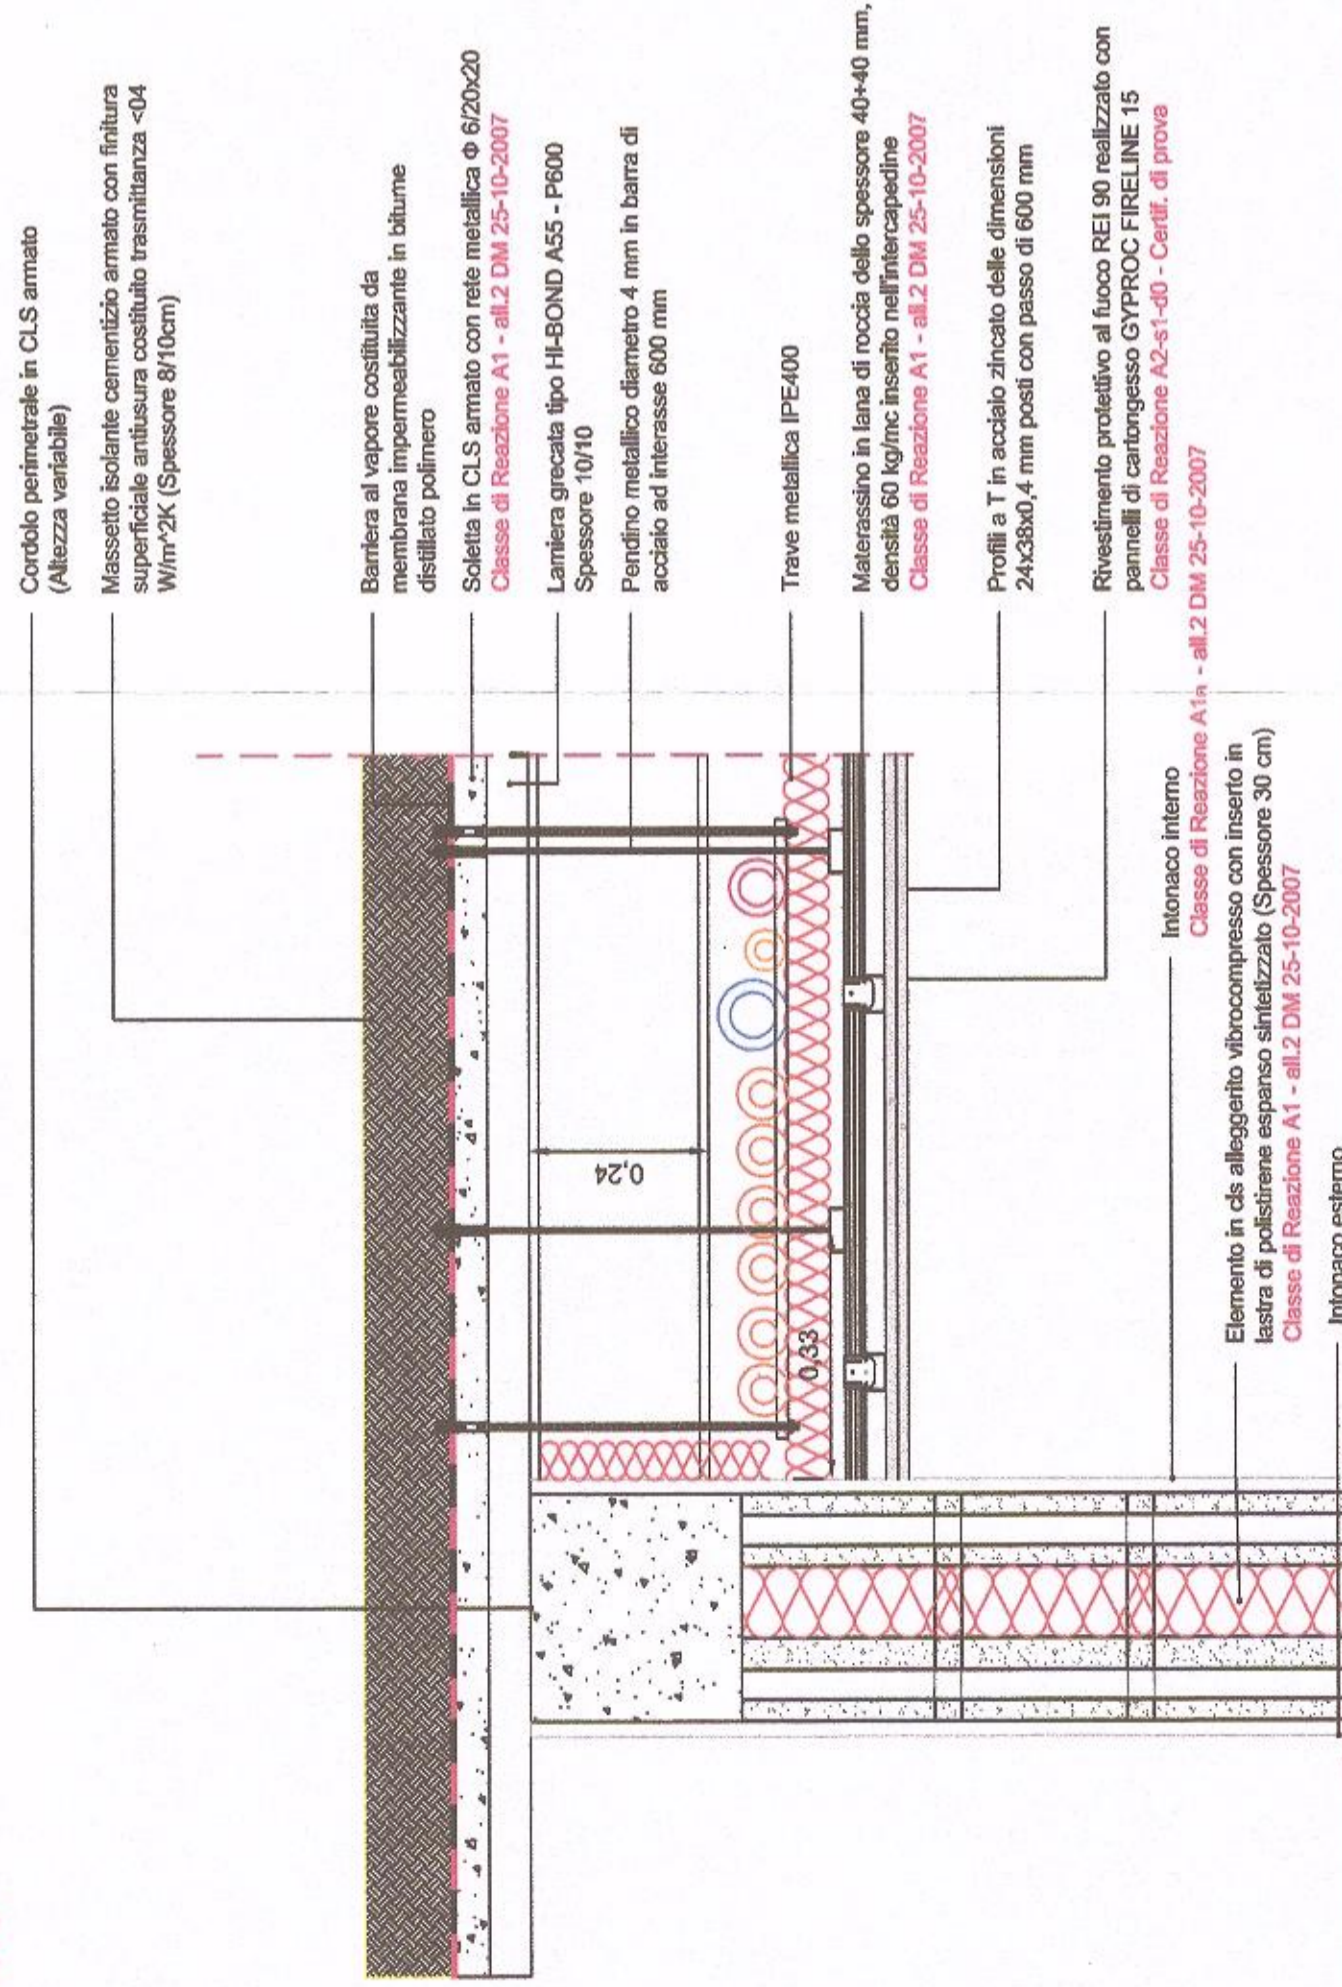 Cordolo perimetrale in CLS armato
(Altezza variabile)
Massetto isolante cementizio armato con finitura
superficiale antiusura costituito trasmittanza <04
W/m^2K (Spessore 8/10cm)
Barriera al vapore costituita da
membrana impermeabilizzante in bitume
distillato polimero
Soletta in CLS armato con rete metallica Φ 6/20x20
Classe di Reazione A1 - all.2 DM 25-10-2007
Lamiera grecata tipo HI-BOND A55 - P600
Spessore 10/10
Pendino metallico diametro 4 mm in barra di
acciaio ad interasse 600 mm
Trave metallica IPE400
Materassino in lana di roccia dello spessore 40+40 mm,
densità 60 kg/mc inserito nell'intercapedine
Classe di Reazione A1 - all.2 DM 25-10-2007
Profili a T in acciaio zincato delle dimensioni
24x38x0,4 mm posti con passo di 600 mm
Rivestimento protettivo al fuoco REI 90 realizzato con
pannelli di cartongesso GYPROC FIRELINE 15
Classe di Reazione A2-s1-d0 - Certif. di prova
Intonaco interno
Classe di Reazione A1n - all.2 DM 25-10-2007
Elemento in cls alleggerito vibrocompresso con inserto in
lastra di polistirene espanso sintetizzato (Spessore 30 cm)
Classe di Reazione A1 - all.2 DM 25-10-2007
Intonaco esterno
0,24
0,33